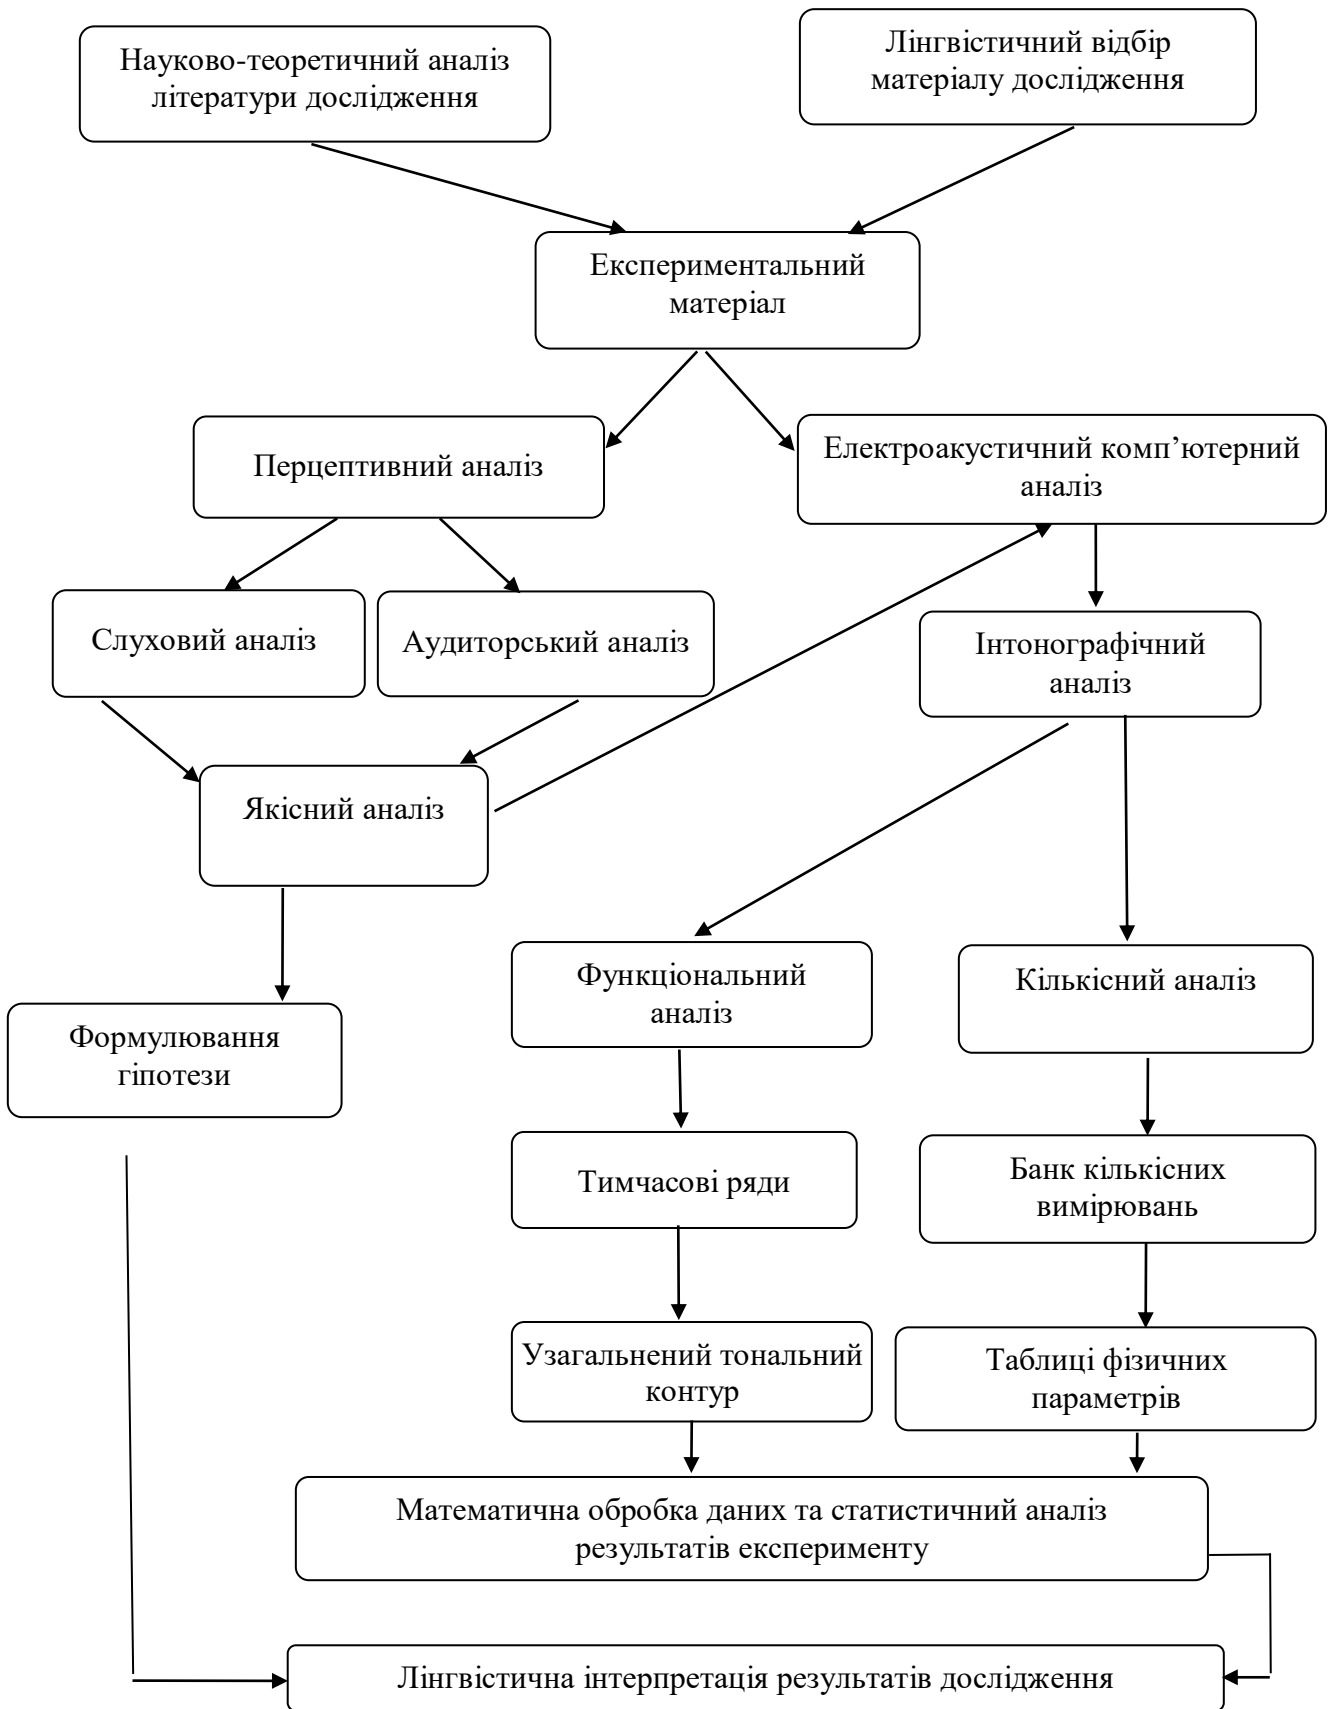 Науково-теоретичний аналіз
літератури дослідження
Лінгвістичний відбір
матеріалу дослідження
Експериментальний
матеріал
Перцептивний аналіз
Електроакустичний комп’ютерний
аналіз
Слуховий аналіз
Аудиторський аналіз
Інтонографічний
аналіз
Якісний аналіз
Функціональний
аналіз
Кількісний аналіз
Формулювання
гіпотези
Тимчасові ряди
Банк кількісних
вимірювань
Узагальнений тональний
контур
Таблиці фізичних
параметрів
Математична обробка даних та статистичний аналіз
результатів експерименту
Лінгвістична інтерпретація результатів дослідження